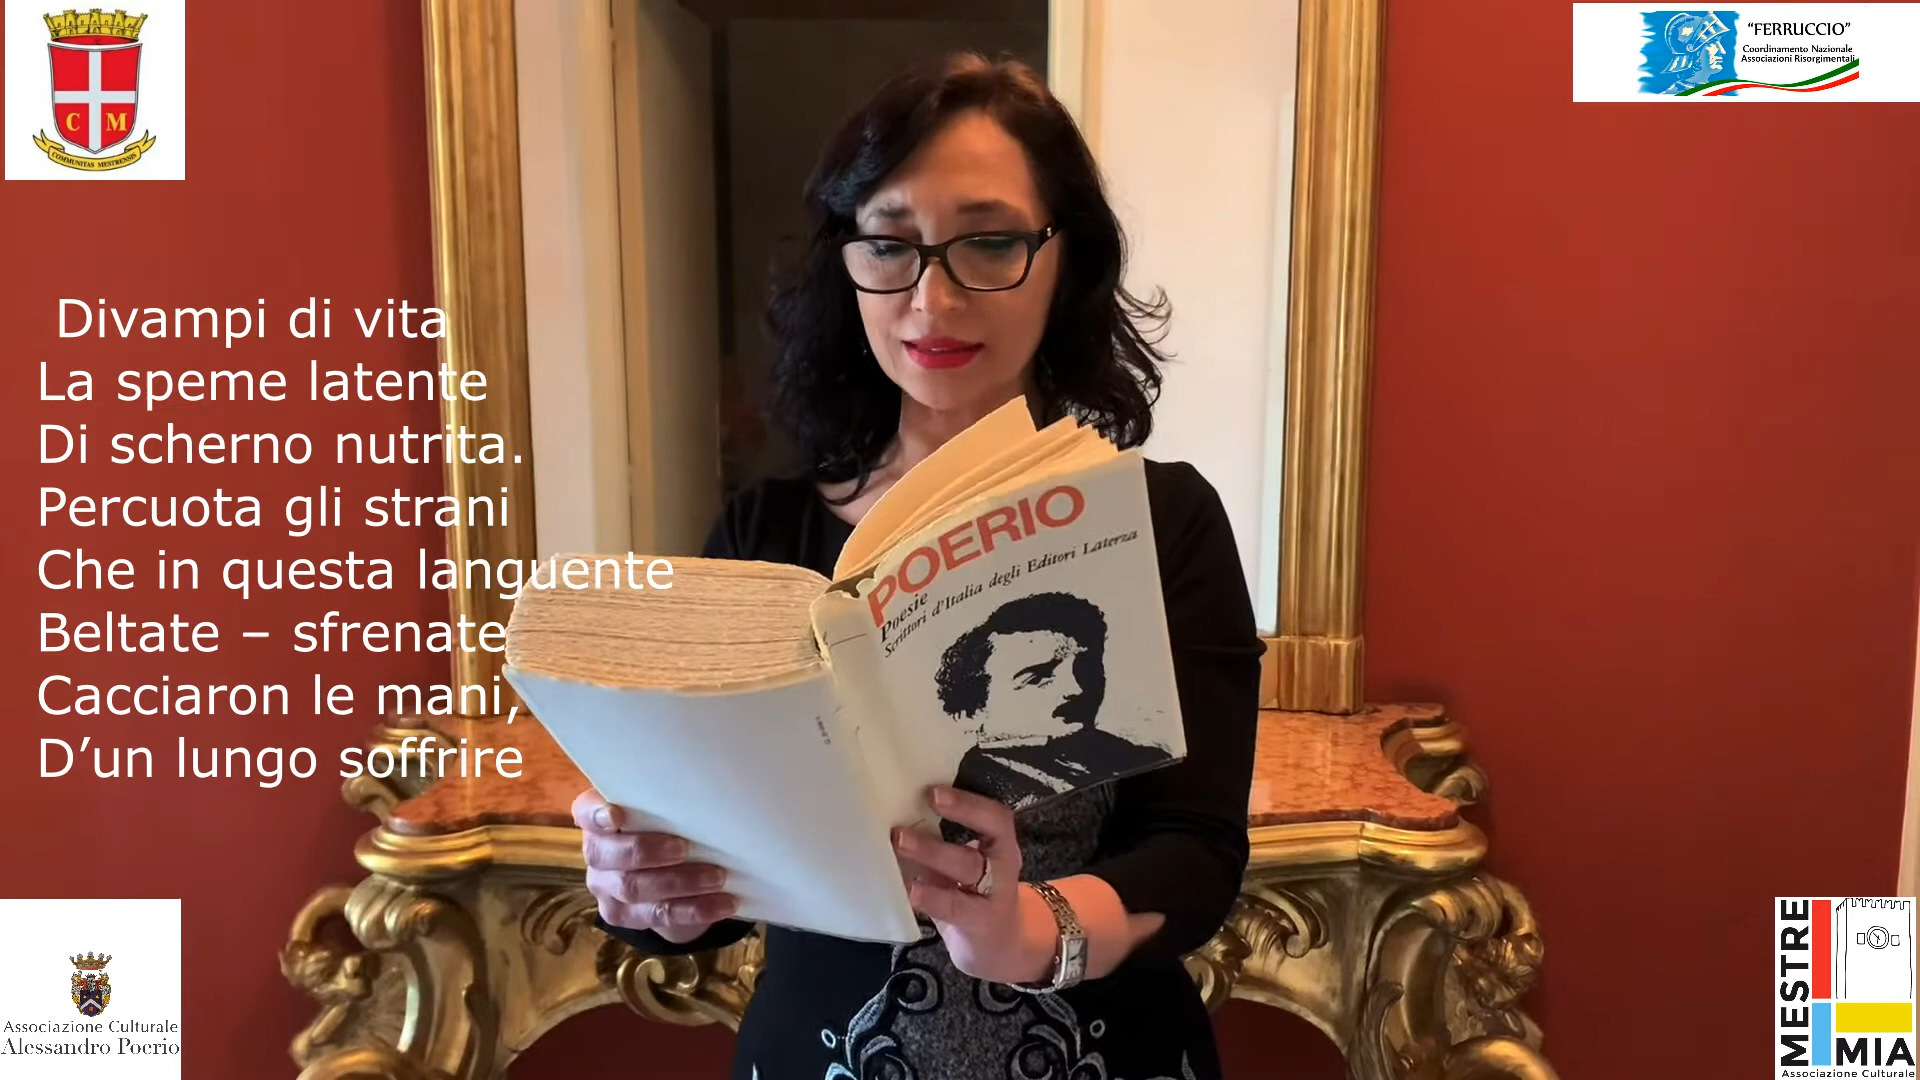 C M
COMMUNITAS MESTRENSIS
"FERRUCCIO"
Coordinamento Nazionale
Associazioni Risorgimentali
Divampi di vita
La speme latente
Di scherno nutrita.
Percuota gli strani
Che in questa languente
Beltate – sfrenate
Cacciaron le mani,
D’un lungo soffrire
POERIO
Poesie
Scrittori d'Italia degli Editori Laterza
Associazione Culturale
Alessandro Poerio
MESTRE
MIA
Associazione Culturale